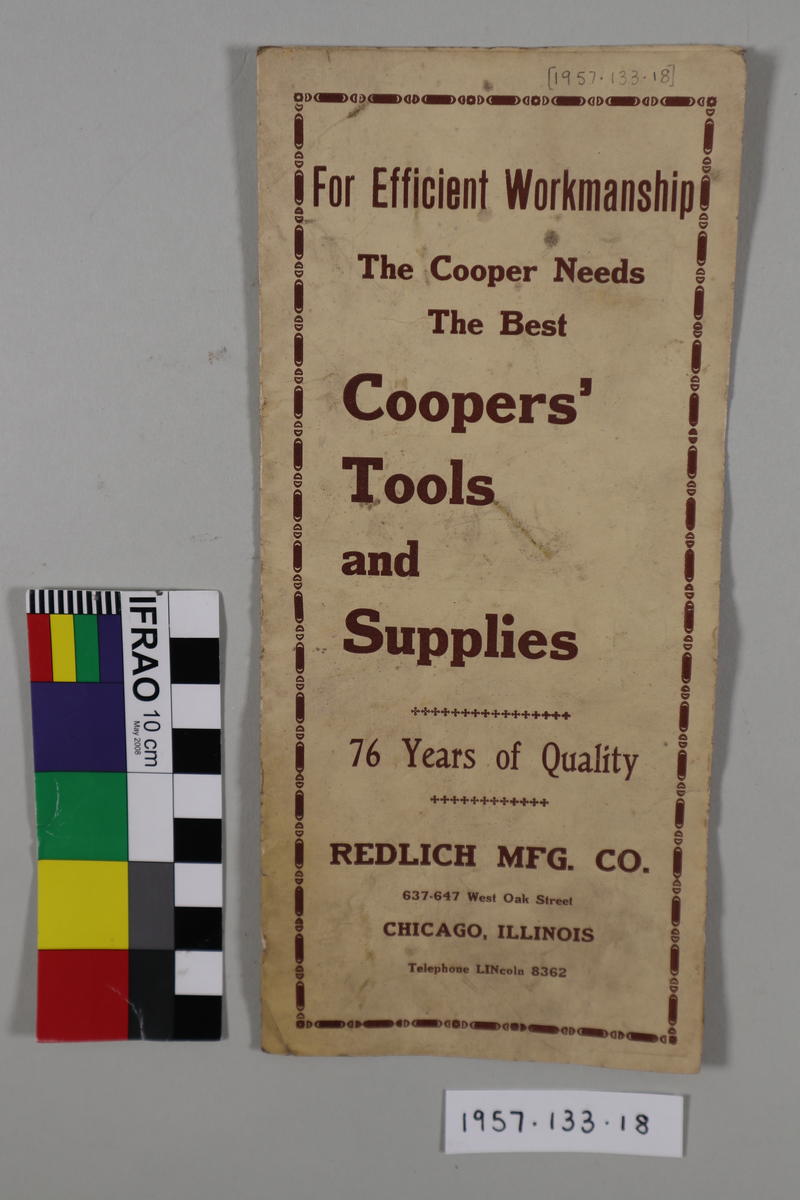 [1957.133.18]
For Efficient Workmanship
The Cooper Needs
The Best
Coopers'
Tools
and
Supplies
76 Years of Quality
REDLICH MFG. CO.
637-647 West Oak Street
CHICAGO, ILLINOIS
Telephone LINcoln 8362
IFRAO
10 cm
May 2008
1957.133.18